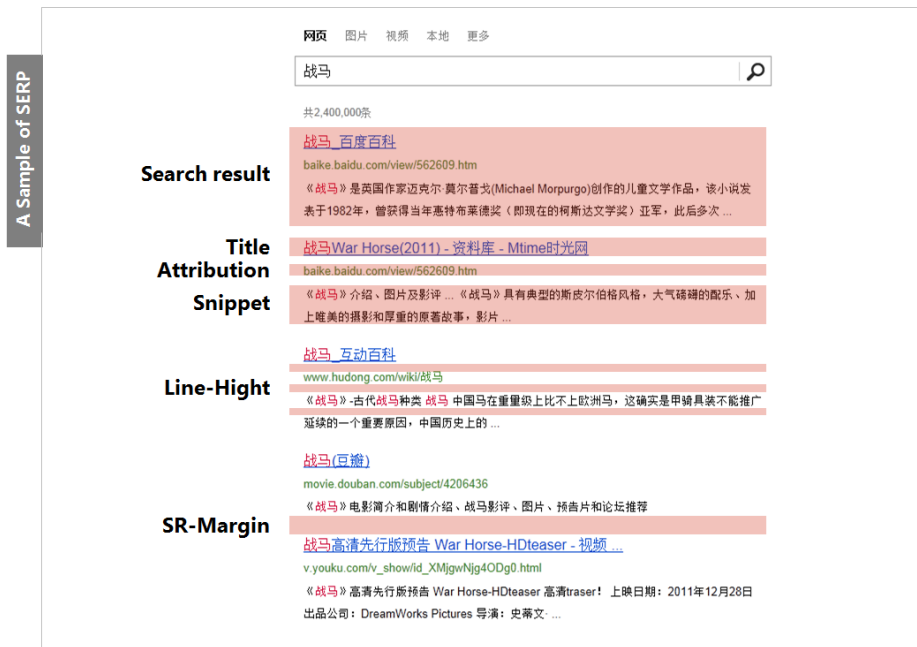 A Sample of SERP
网页 图片 视频 本地 更多
战马
共2,400,000条
Search result
战马_百度百科
baike.baidu.com/view/562609.htm
《战马》是英国作家迈克尔·莫尔普戈(Michael Morpurgo)创作的儿童文学作品，该小说发
表于1982年，曾获得当年惠特布莱德奖（即现在的柯斯达文学奖）亚军，此后多次 ...
Title
战马War Horse(2011) - 资料库 - Mtime时光网
Attribution
baike.baidu.com/view/562609.htm
Snippet
《战马》介绍、图片及影评 ... 《战马》具有典型的斯皮尔伯格风格，大气磅礴的配乐、加
上唯美的摄影和厚重的原著故事，影片 ...
战马_互动百科
Line-Hight
www.hudong.com/wiki/战马
《战马》-古代战马种类 战马 中国马在重量级上比不上欧洲马，这确实是甲骑具装不能推广
延续的一个重要原因，中国历史上的 ...
战马(豆瓣)
movie.douban.com/subject/4206436
《战马》电影简介和剧情介绍、战马影评、图片、预告片和论坛推荐
SR-Margin
战马高清先行版预告 War Horse-HDteaser - 视频 ...
v.youku.com/v_show/id_XMjgwNjg4ODg0.html
《战马》高清先行版预告 War Horse-HDteaser 高清traser！ 上映日期：2011年12月28日
出品公司：DreamWorks Pictures 导演：史蒂文· ...